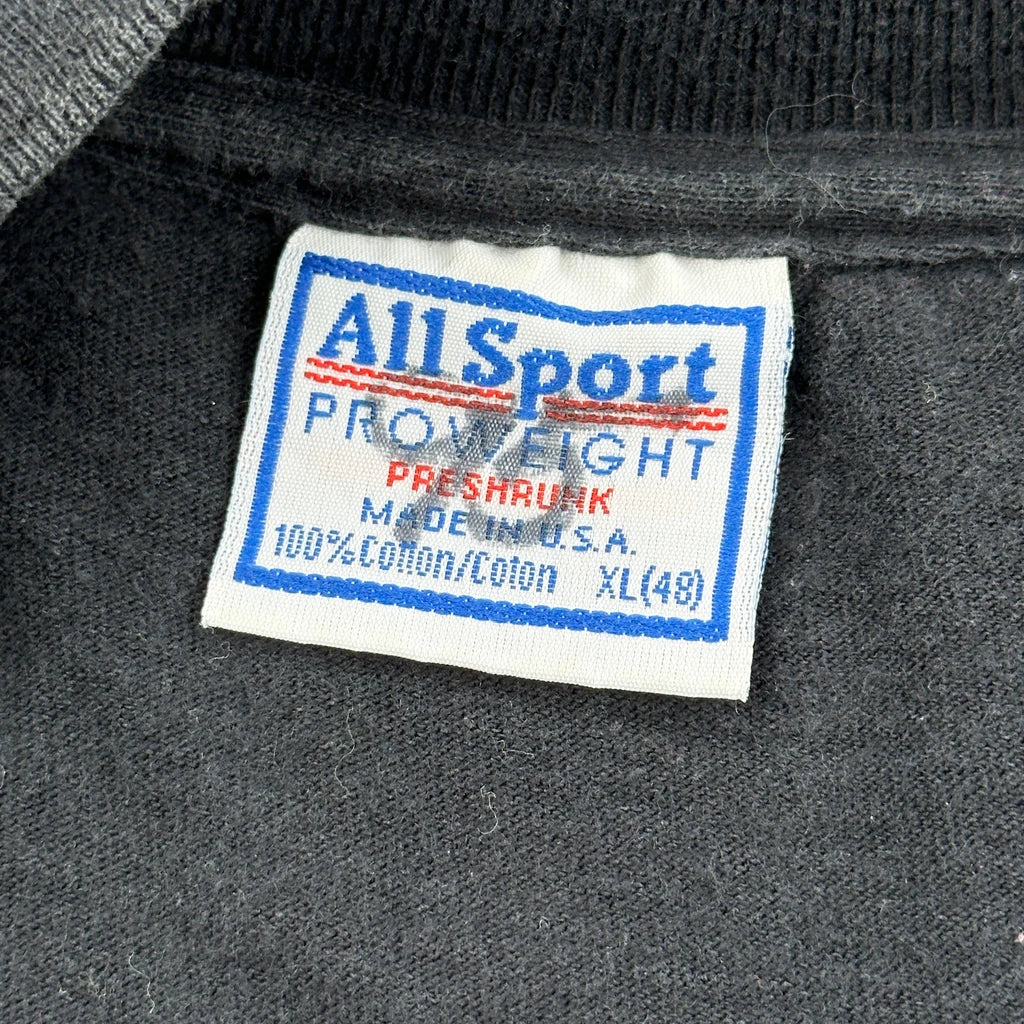 All Sport
PROWEIGHT
PRESHRUNK
MADE IN U.S.A.
100% Cotton/Coton XL(48)